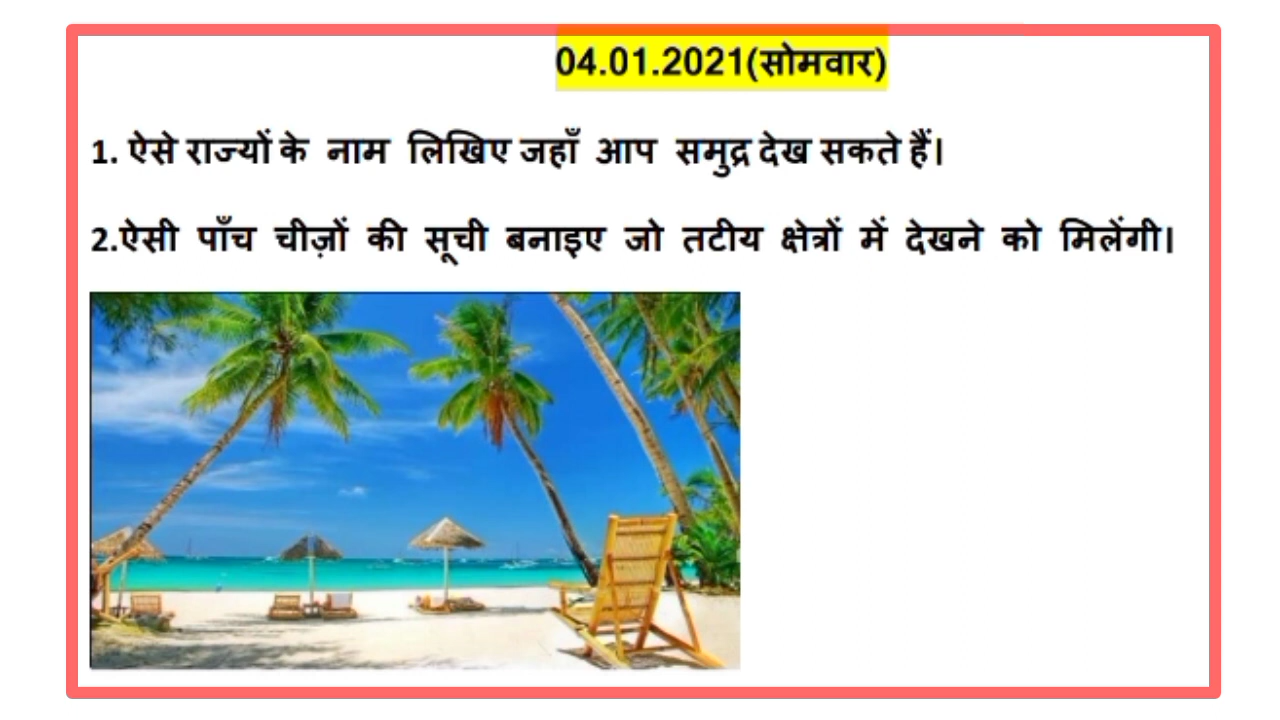 04.01.2021(सोमवार)
1. ऐसे राज्यों के नाम लिखिए जहाँ आप समुद्र देख सकते हैं।
2.ऐसी पाँच चीज़ों की सूची बनाइए जो तटीय क्षेत्रों में देखने को मिलेंगी।